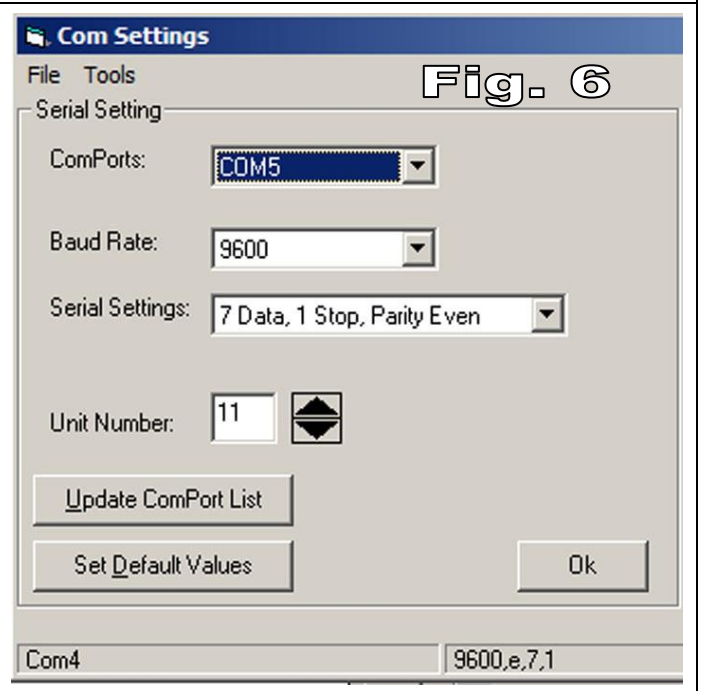 Com Settings
File Tools
Fig. 6
Serial Setting
ComPorts: COM5
Baud Rate: 9600
Serial Settings: 7 Data, 1 Stop, Parity Even
Unit Number: 11
Update ComPort List
Set Default Values Ok
Com4 9600,e,7,1